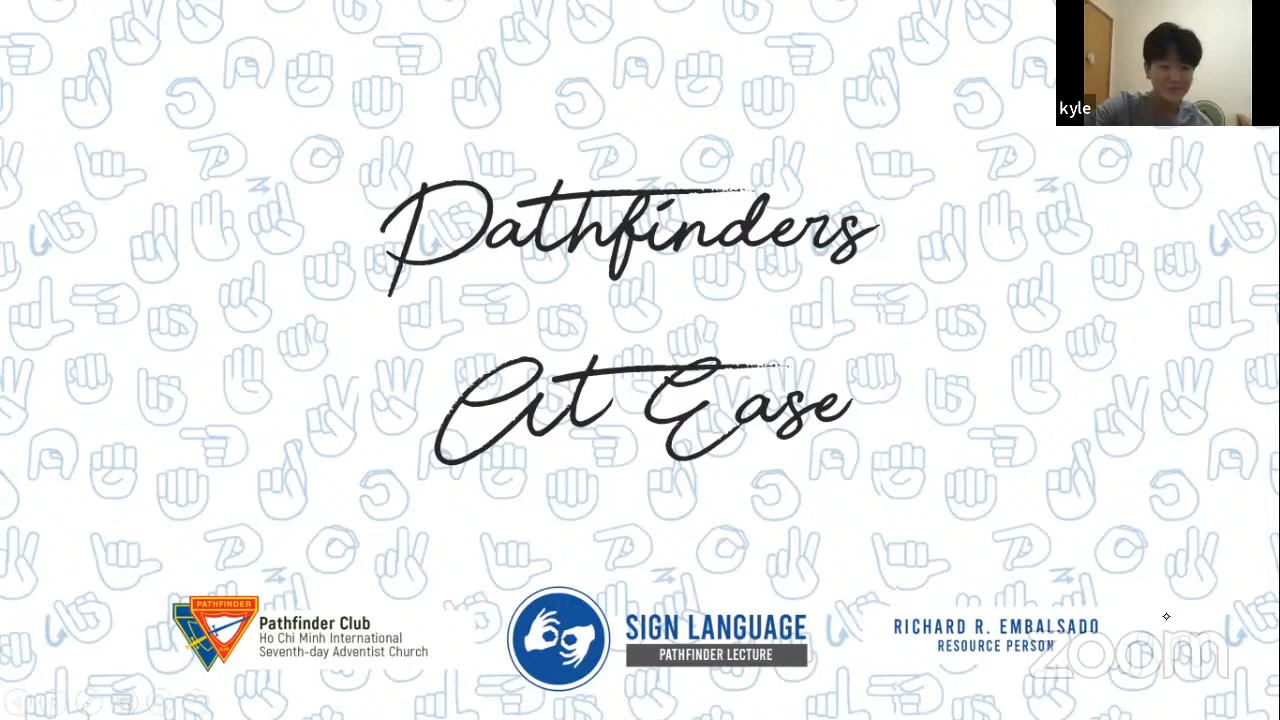 kyle
Pathfinders
At Ease
PATHFINDER
Pathfinder Club
Ho Chi Minh International
Seventh-day Adventist Church
SIGN LANGUAGE
PATHFINDER LECTURE
RICHARD R. EMBALSADO
RESOURCE PERSON
zoom